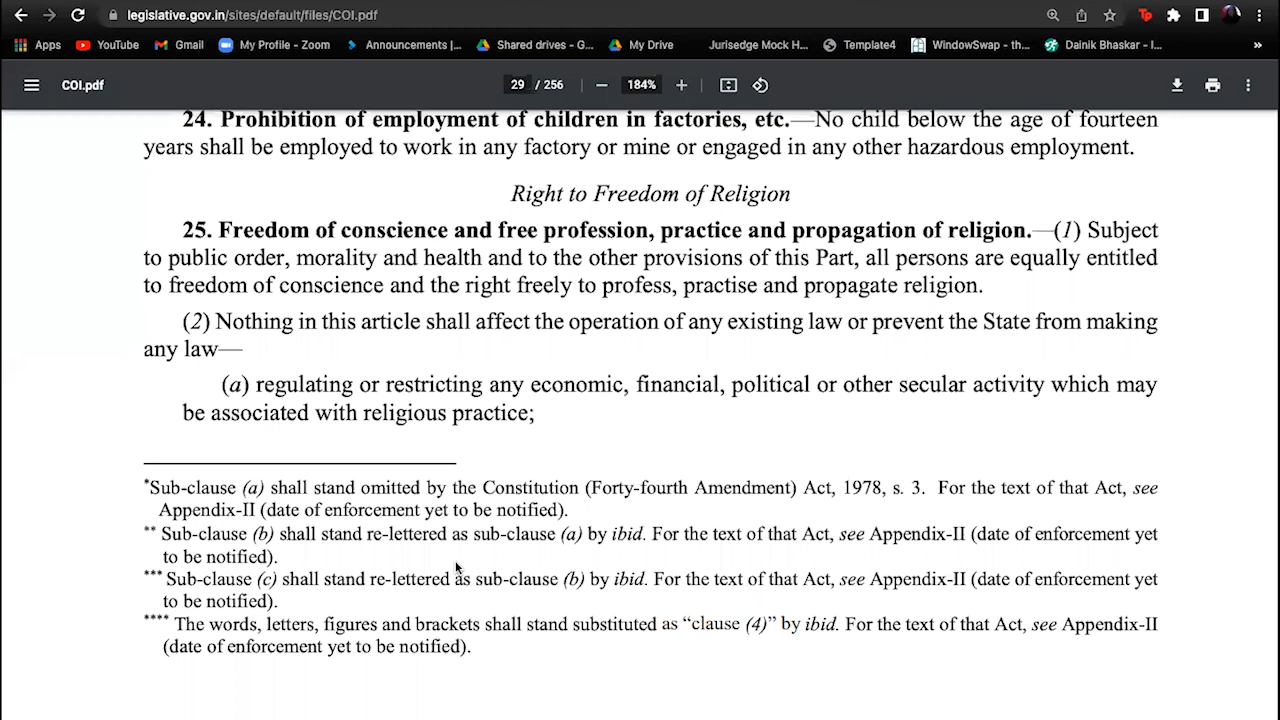 legislative.gov.in/sites/default/files/COI.pdf
Apps YouTube Gmail My Profile - Zoom Announcements |... Shared drives - G... My Drive Jurisedge Mock H... Template4 WindowSwap - th... Dainik Bhaskar - I... »
COI.pdf 29 / 256 184%
24. Prohibition of employment of children in factories, etc.—No child below the age of fourteen
years shall be employed to work in any factory or mine or engaged in any other hazardous employment.
Right to Freedom of Religion
25. Freedom of conscience and free profession, practice and propagation of religion.—(1) Subject
to public order, morality and health and to the other provisions of this Part, all persons are equally entitled
to freedom of conscience and the right freely to profess, practise and propagate religion.
(2) Nothing in this article shall affect the operation of any existing law or prevent the State from making
any law—
(a) regulating or restricting any economic, financial, political or other secular activity which may
be associated with religious practice;
*Sub-clause (a) shall stand omitted by the Constitution (Forty-fourth Amendment) Act, 1978, s. 3. For the text of that Act, see
Appendix-II (date of enforcement yet to be notified).
** Sub-clause (b) shall stand re-lettered as sub-clause (a) by ibid. For the text of that Act, see Appendix-II (date of enforcement yet
to be notified).
*** Sub-clause (c) shall stand re-lettered as sub-clause (b) by ibid. For the text of that Act, see Appendix-II (date of enforcement yet
to be notified).
**** The words, letters, figures and brackets shall stand substituted as “clause (4)” by ibid. For the text of that Act, see Appendix-II
(date of enforcement yet to be notified).